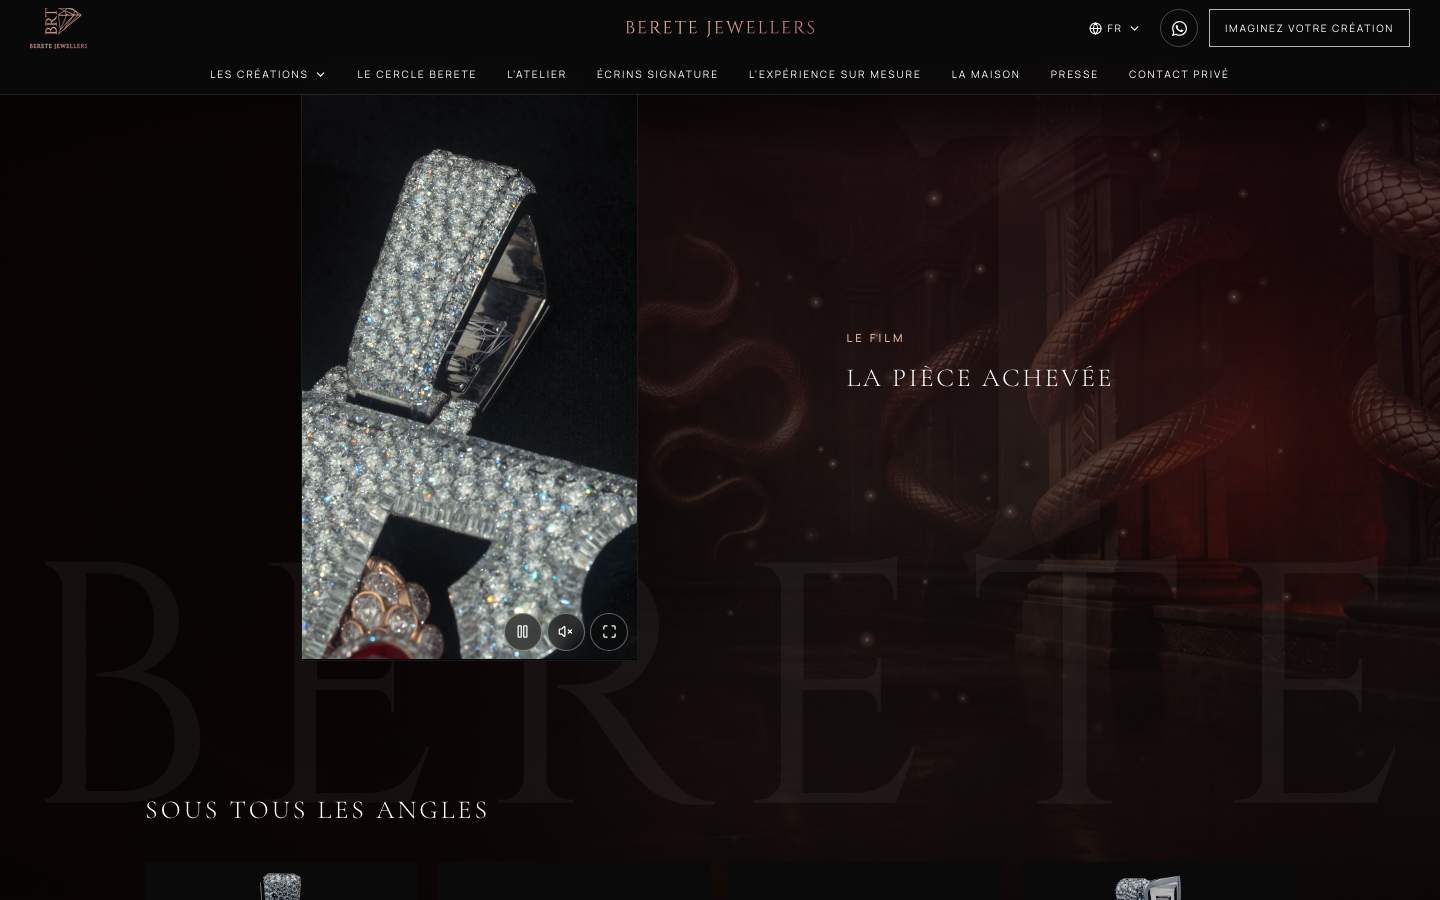 BRT
BERETE JEWELLERS
BERETE JEWELLERS
FR
IMAGINEZ VOTRE CRÉATION
LES CRÉATIONS
LE CERCLE BERETE
L'ATELIER
ÉCRINS SIGNATURE
L'EXPÉRIENCE SUR MESURE
LA MAISON
PRESSE
CONTACT PRIVÉ
LE FILM
LA PIÈCE ACHEVÉE
BERETE
SOUS TOUS LES ANGLES